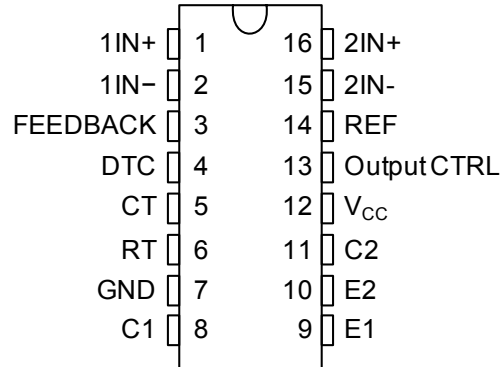 1IN+ 1 16 2IN+
1IN− 2 15 2IN-
FEEDBACK 3 14 REF
DTC 4 13 Output CTRL
CT 5 12 VCC
RT 6 11 C2
GND 7 10 E2
C1 8 9 E1